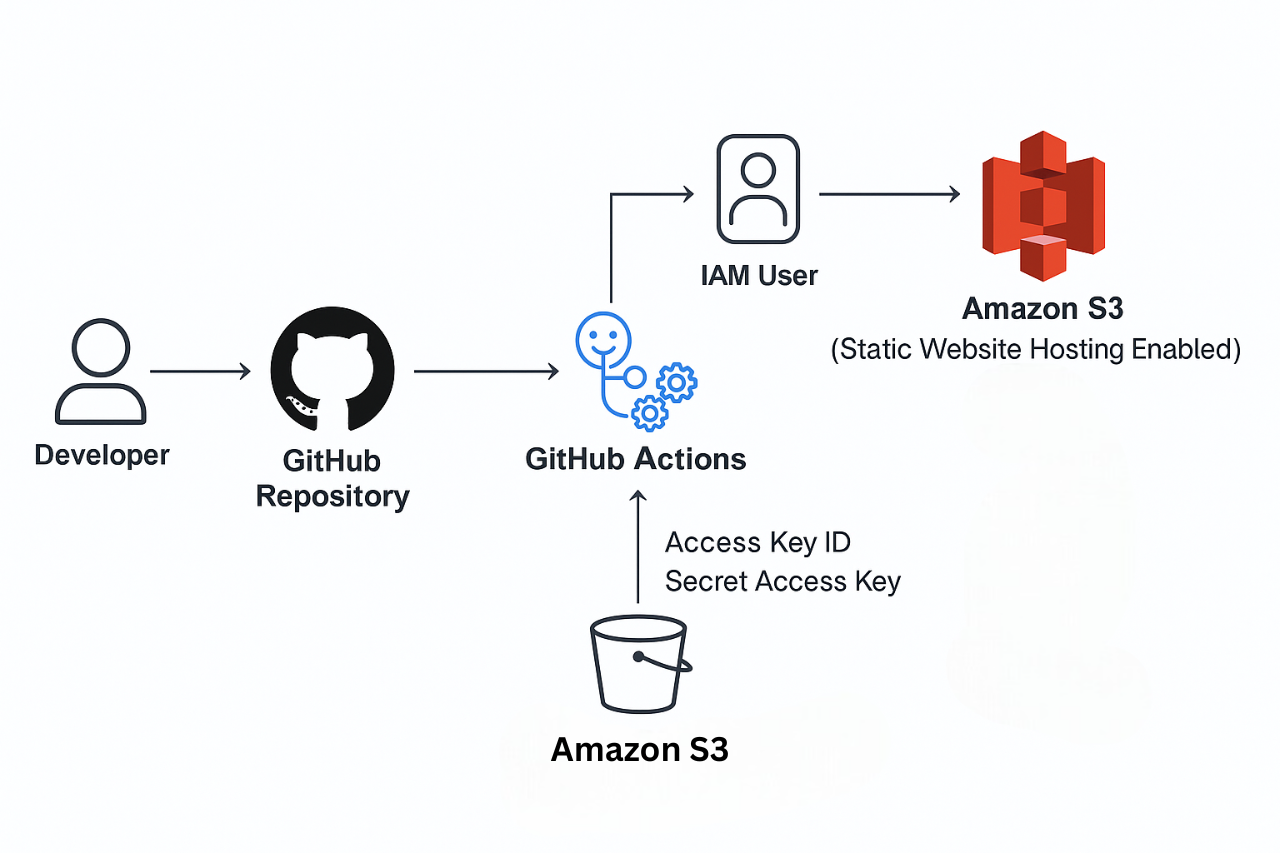 Developer
GitHub
Repository
GitHub Actions
IAM User
Amazon S3
(Static Website Hosting Enabled)
Access Key ID
Secret Access Key
Amazon S3